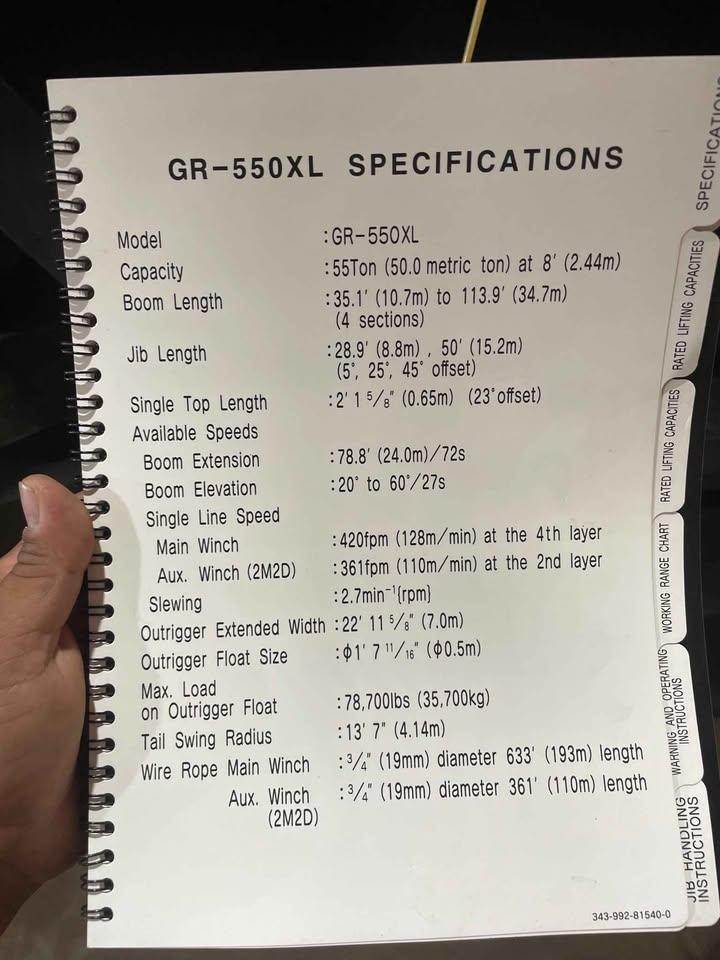 GR-550XL SPECIFICATIONS
Model :GR-550XL
Capacity :55Ton (50.0 metric ton) at 8' (2.44m)
Boom Length :35.1' (10.7m) to 113.9' (34.7m)
(4 sections)
Jib Length :28.9' (8.8m) , 50' (15.2m)
(5°, 25°, 45° offset)
Single Top Length :2' 1 5/8" (0.65m) (23°offset)
Available Speeds
Boom Extension :78.8' (24.0m)/72s
Boom Elevation :20° to 60°/27s
Single Line Speed
Main Winch :420fpm (128m/min) at the 4th layer
Aux. Winch (2M2D) :361fpm (110m/min) at the 2nd layer
Slewing :2.7min⁻¹{rpm}
Outrigger Extended Width :22' 11 5/8" (7.0m)
Outrigger Float Size :Φ1' 7 11/16" (Φ0.5m)
Max. Load
on Outrigger Float :78,700lbs (35,700kg)
Tail Swing Radius :13' 7" (4.14m)
Wire Rope Main Winch :3/4" (19mm) diameter 633' (193m) length
Aux. Winch :3/4" (19mm) diameter 361' (110m) length
(2M2D)
343-992-81540-0
SPECIFICATIONS
RATED LIFTING CAPACITIES
RATED LIFTING CAPACITIES
WORKING RANGE CHART
WARNING AND OPERATING
INSTRUCTIONS
JIB HANDLING
INSTRUCTIONS